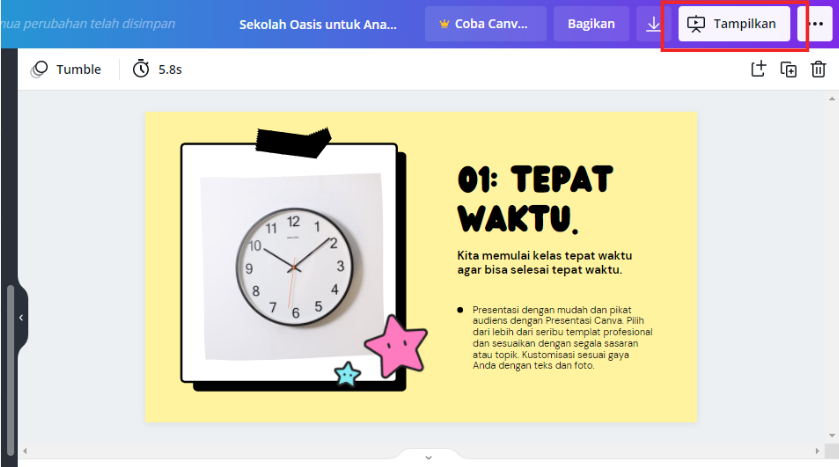 nua perubahan telah disimpan
Sekolah Oasis untuk Ana...
Coba Canv...
Bagikan
Tampilkan
Tumble
5.8s
01: TEPAT
WAKTU.
Kita memulai kelas tepat waktu
agar bisa selesai tepat waktu.
Presentasi dengan mudah dan pikat
audiens dengan Presentasi Canva. Pilih
dari lebih dari seribu templat profesional
dan sesuaikan dengan segala sasaran
atau topik. Kustomisasi sesuai gaya
Anda dengan teks dan foto.
12
11
1
10
2
9
3
8
4
7
6
5